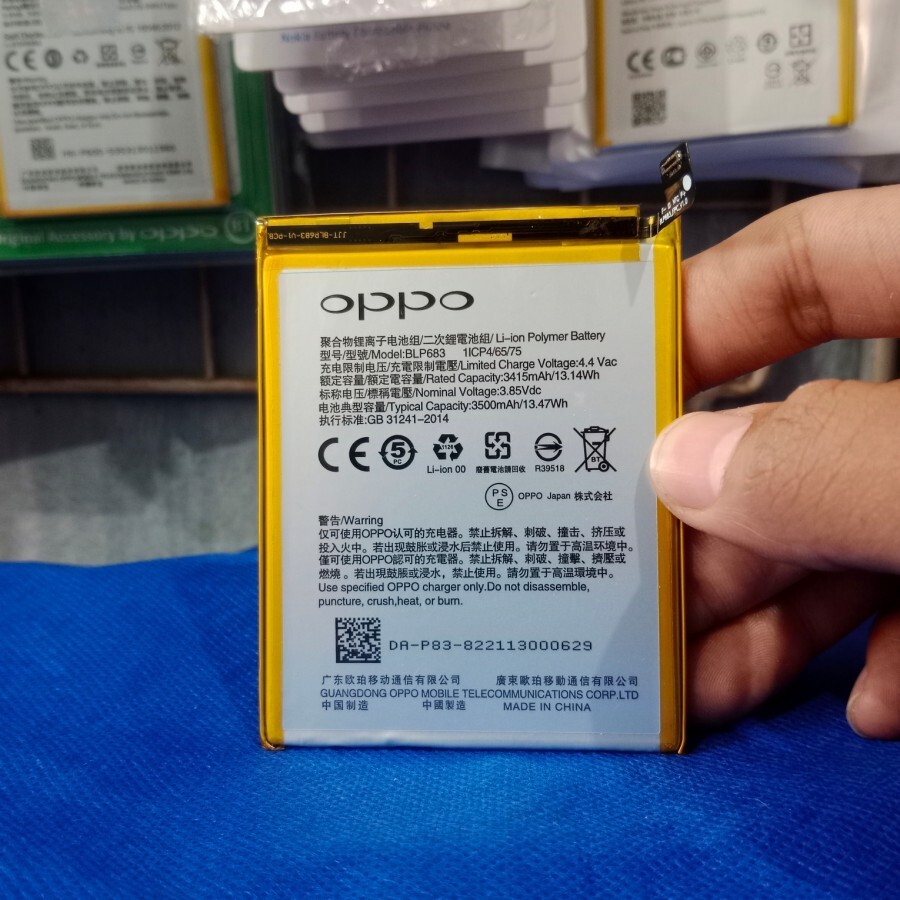 JJT-BLP683-V1-PCB
oppo
聚合物锂离子电池组/二次鋰電池組/ Li-ion Polymer Battery
型号/型號/Model:BLP683 1ICP4/65/75
充电限制电压/充電限制電壓/Limited Charge Voltage:4.4 Vac
额定容量/額定電容量/Rated Capacity:3415mAh/13.14Wh
标称电压/標稱電壓/Nominal Voltage:3.85Vdc
电池典型容量/Typical Capacity:3500mAh/13.47Wh
执行标准:GB 31241-2014
CE
5
PC
1126
Li-ion 00
廢舊電池請回收
R39518
BT
PS
E
OPPO Japan 株式会社
警告/Warring
仅可使用OPPO认可的充电器。禁止拆解、刺破、撞击、挤压或
投入火中。若出现鼓胀或浸水后禁止使用。请勿置于高温环境中。
僅可使用OPPO認可的充電器。禁止拆解、刺破、撞擊、擠壓或
燃燒 。若出現鼓脹或浸水，禁止使用。請勿置于高温環境中。
Use specified OPPO charger only.Do not disassemble,
puncture, crush,heat, or burn.
DA-P83-822113000629
广东欧珀移动通信有限公司 廣東歐珀移動通信有限公司
GUANGDONG OPPO MOBILE TELECOMMUNICATIONS CORP.LTD
中国制造 中國製造 MADE IN CHINA
CE
CE
oppo